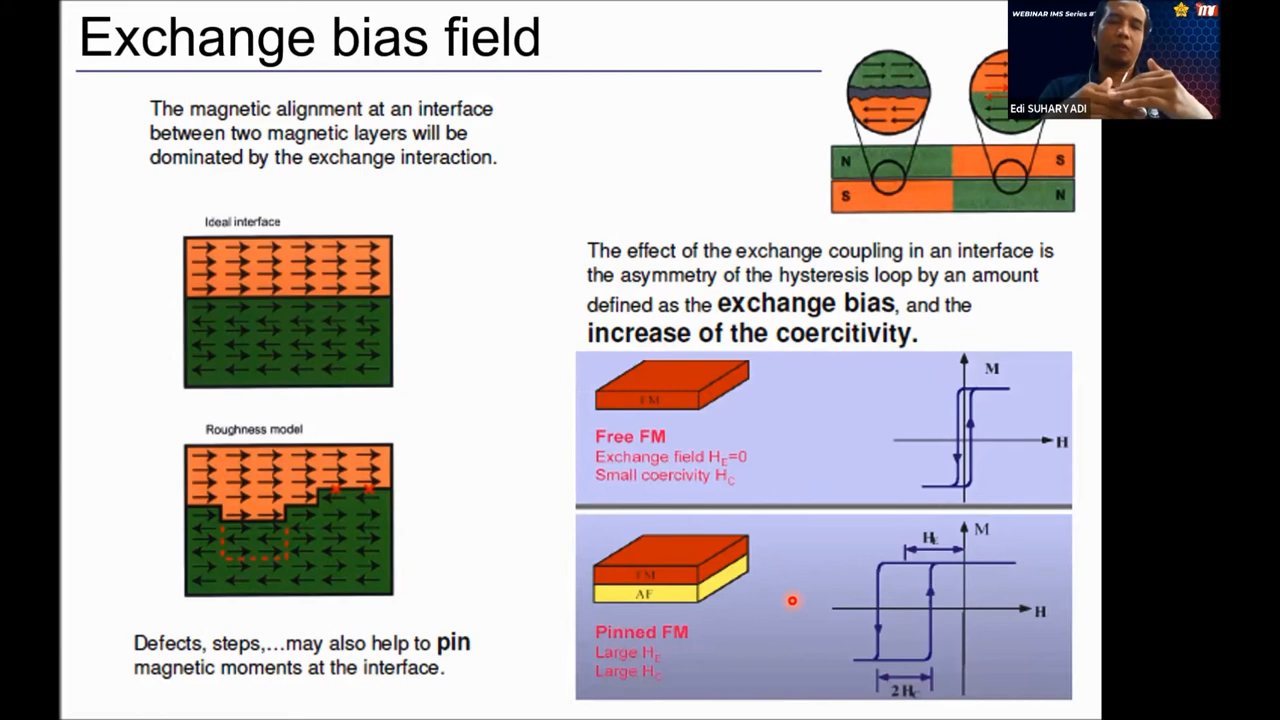 Exchange bias field
WEBINAR IMS Series #
Edi SUHARYADI
The magnetic alignment at an interface
between two magnetic layers will be
dominated by the exchange interaction.
N
S
S
N
Ideal interface
The effect of the exchange coupling in an interface is
the asymmetry of the hysteresis loop by an amount
defined as the exchange bias, and the
increase of the coercitivity.
FM
Free FM
Exchange field HE=0
Small coercivity HC
M
H
Roughness model
FM
AF
Pinned FM
Large HE
Large HC
HE
M
H
2HC
Defects, steps,...may also help to pin
magnetic moments at the interface.